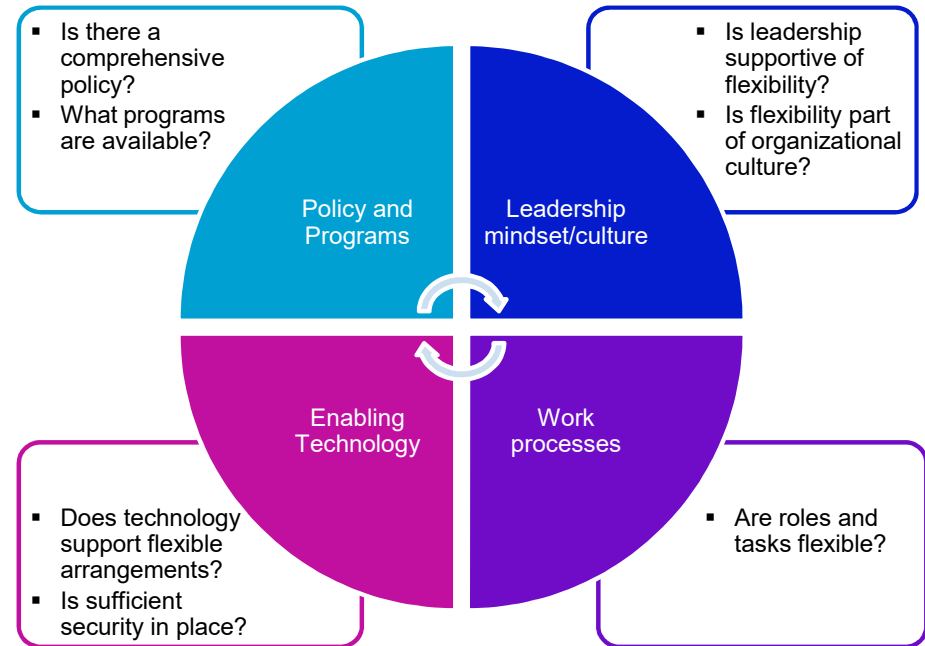 ▪ Is there a
comprehensive
policy?
▪ What programs
are available?
▪ Is leadership
supportive of
flexibility?
▪ Is flexibility part
of organizational
culture?
Policy and
Programs
Leadership
mindset/culture
Enabling
Technology
Work
processes
▪ Does technology
support flexible
arrangements?
▪ Is sufficient
security in place?
▪ Are roles and
tasks flexible?